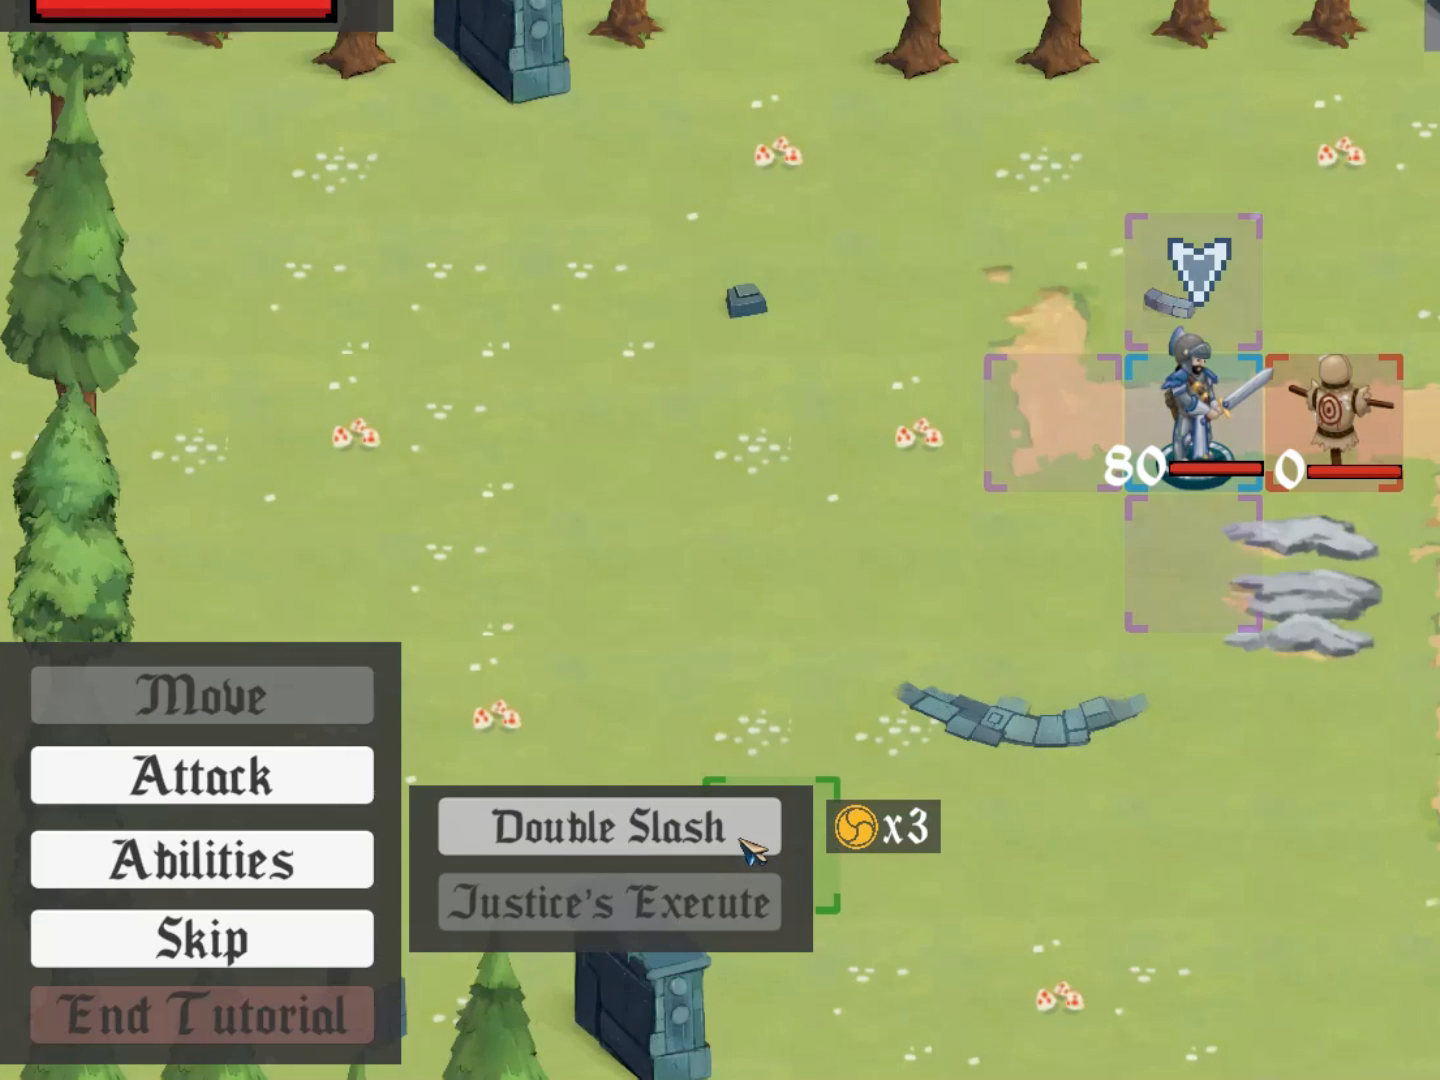 80
0
Move
Attack
Double Slash
x3
Abilities
Justice's Execute
Skip
End Tutorial